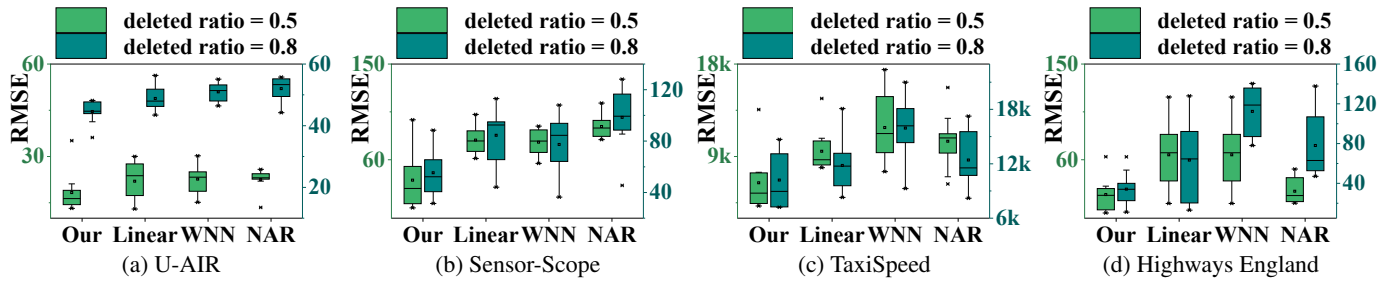 deleted ratio = 0.5
deleted ratio = 0.8
RMSE
60
30
60
50
40
30
20
Our Linear WNN NAR
(a) U-AIR
deleted ratio = 0.5
deleted ratio = 0.8
RMSE
150
60
120
80
40
Our Linear WNN NAR
(b) Sensor-Scope
deleted ratio = 0.5
deleted ratio = 0.8
RMSE
18k
9k
18k
12k
6k
Our Linear WNN NAR
(c) TaxiSpeed
deleted ratio = 0.5
deleted ratio = 0.8
RMSE
150
60
160
120
80
40
Our Linear WNN NAR
(d) Highways England